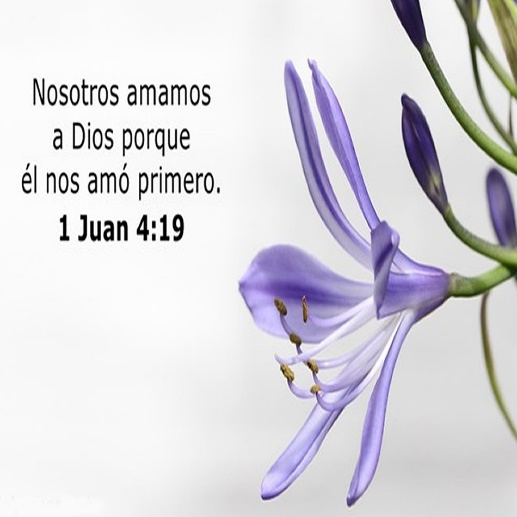 Nosotros amamos
a Dios porque
él nos amó primero.
1 Juan 4:19